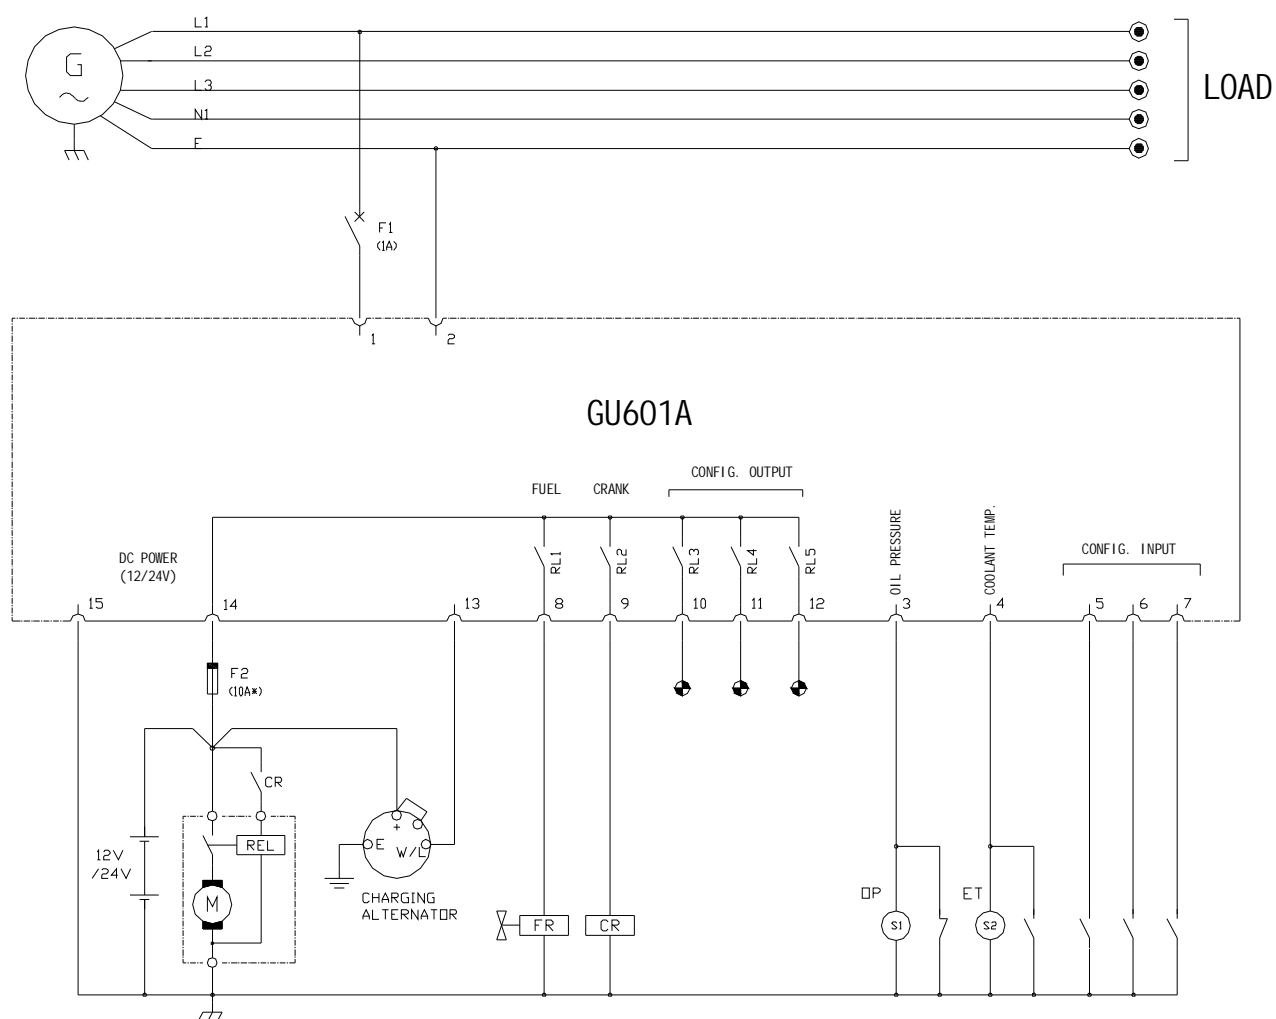 L1
L2
G
L3
LOAD
N1
E
F1
(1A)
1
2
GU601A
CONFIG. OUTPUT
FUEL
CRANK
DC POWER
(12/24V)
RL1
RL2
RL3
RL4
RL5
OIL PRESSURE
COOLANT TEMP.
CONFIG. INPUT
15
14
13
8
9
10
11
12
3
4
5
6
7
F2
(10A*)
CR
REL
12V
/24V
M
+
E
W/L
CHARGING
ALTERNATOR
OP
ET
FR
CR
S1
S2